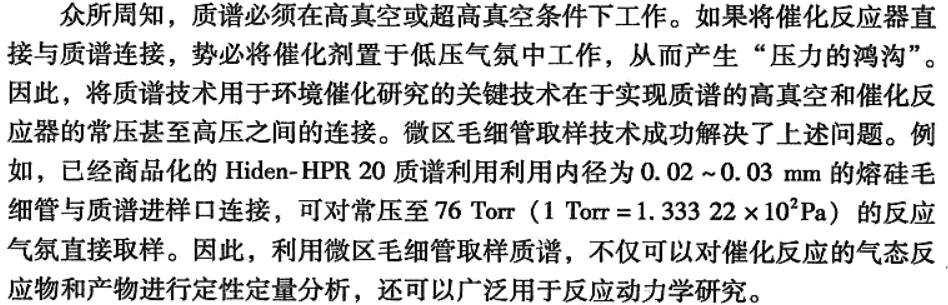 众所周知，质谱必须在高真空或超高真空条件下工作。如果将催化反应器直
接与质谱连接，势必将催化剂置于低压气氛中工作，从而产生“压力的鸿沟”。
因此，将质谱技术用于环境催化研究的关键技术在于实现质谱的高真空和催化反
应器的常压甚至高压之间的连接。微区毛细管取样技术成功解决了上述问题。例
如，已经商品化的 Hiden-HPR 20 质谱利用利用内径为 0.02～0.03 mm 的熔硅毛
细管与质谱进样口连接，可对常压至 76 Torr（1 Torr = 1.333 22 × 10²Pa）的反应
气氛直接取样。因此，利用微区毛细管取样质谱，不仅可以对催化反应的气态反
应物和产物进行定性定量分析，还可以广泛用于反应动力学研究。